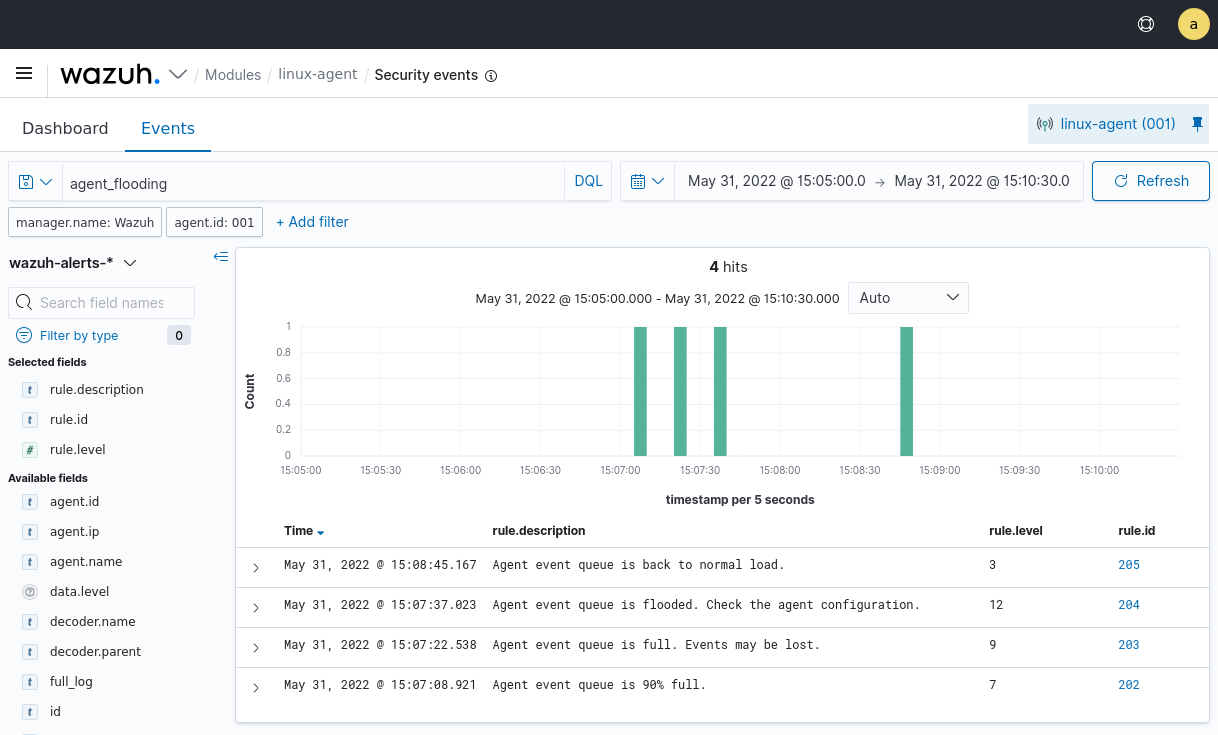 a
wazuh. / Modules / linux-agent / Security events
Dashboard Events linux-agent (001)
agent_flooding DQL May 31, 2022 @ 15:05:00.0 → May 31, 2022 @ 15:10:30.0 Refresh
manager.name: Wazuh agent.id: 001 + Add filter
wazuh-alerts-*
Search field names
Filter by type 0
Selected fields
t rule.description
t rule.id
# rule.level
Available fields
t agent.id
t agent.ip
t agent.name
data.level
t decoder.name
t decoder.parent
t full_log
t id
4 hits
May 31, 2022 @ 15:05:00.000 - May 31, 2022 @ 15:10:30.000 Auto
Count
1
0.8
0.6
0.4
0.2
0
15:05:00 15:05:30 15:06:00 15:06:30 15:07:00 15:07:30 15:08:00 15:08:30 15:09:00 15:09:30 15:10:00
timestamp per 5 seconds
Time rule.description rule.level rule.id
May 31, 2022 @ 15:08:45.167 Agent event queue is back to normal load. 3 205
May 31, 2022 @ 15:07:37.023 Agent event queue is flooded. Check the agent configuration. 12 204
May 31, 2022 @ 15:07:22.538 Agent event queue is full. Events may be lost. 9 203
May 31, 2022 @ 15:07:08.921 Agent event queue is 90% full. 7 202